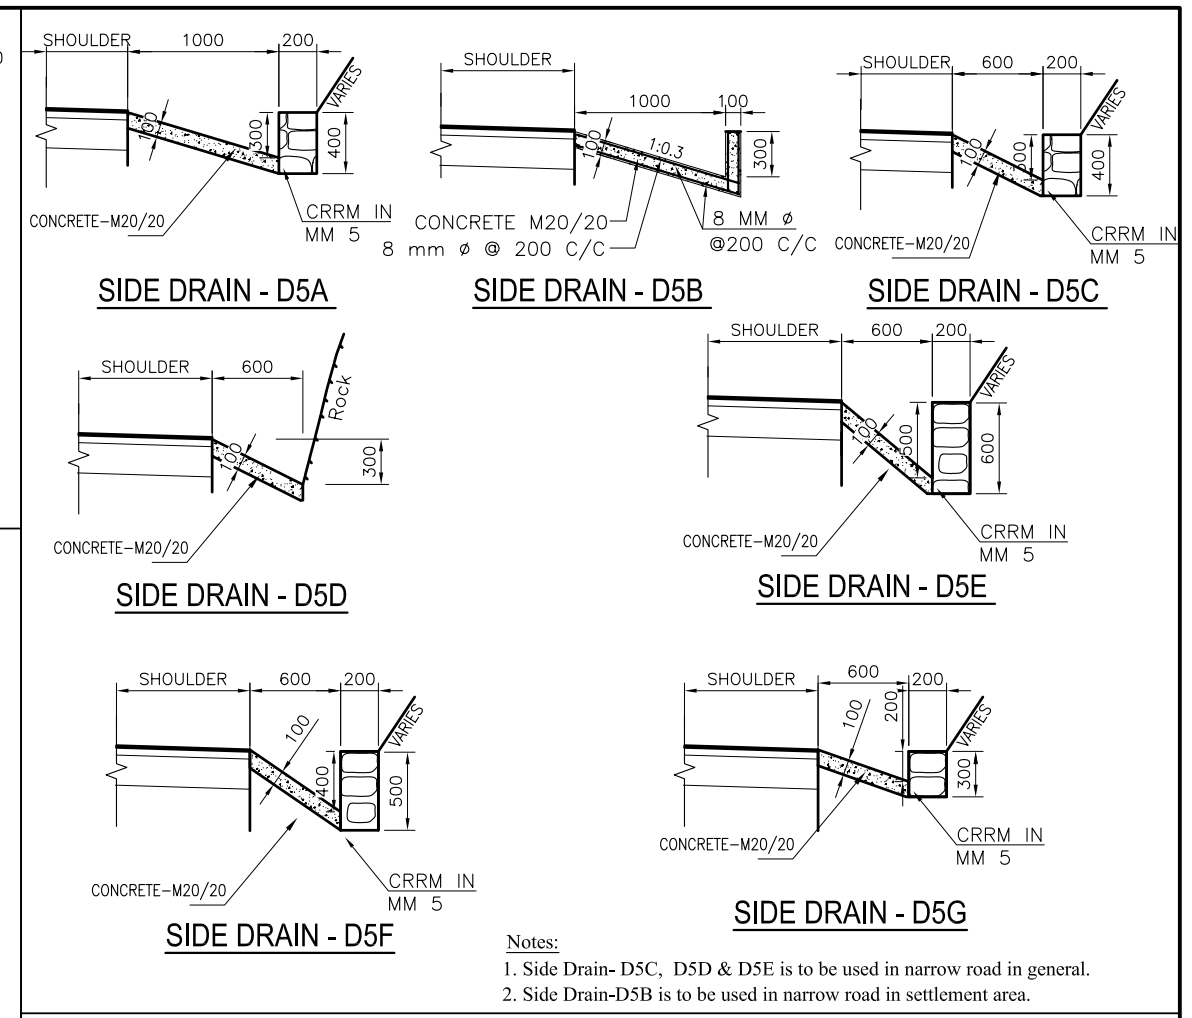 SHOULDER 1000 200
VARIES
100
300
400
CONCRETE-M20/20
CRRM IN
MM 5
SIDE DRAIN - D5A
SHOULDER
1000 100
100
1:0.3
300
CONCRETE M20/20
8 mm ø @ 200 C/C
8 MM ø
@200 C/C
SIDE DRAIN - D5B
SHOULDER 600 200
VARIES
100
400
CONCRETE-M20/20
CRRM IN
MM 5
SIDE DRAIN - D5C
SHOULDER 600
Rock
100
300
CONCRETE-M20/20
SIDE DRAIN - D5D
SHOULDER 600 200
VARIES
100
500
600
CONCRETE-M20/20
CRRM IN
MM 5
SIDE DRAIN - D5E
SHOULDER 600 200
VARIES
100
400
500
CONCRETE-M20/20
CRRM IN
MM 5
SIDE DRAIN - D5F
SHOULDER 600 200
VARIES
100
200
300
CONCRETE-M20/20
CRRM IN
MM 5
SIDE DRAIN - D5G
Notes:
1. Side Drain- D5C, D5D & D5E is to be used in narrow road in general.
2. Side Drain-D5B is to be used in narrow road in settlement area.